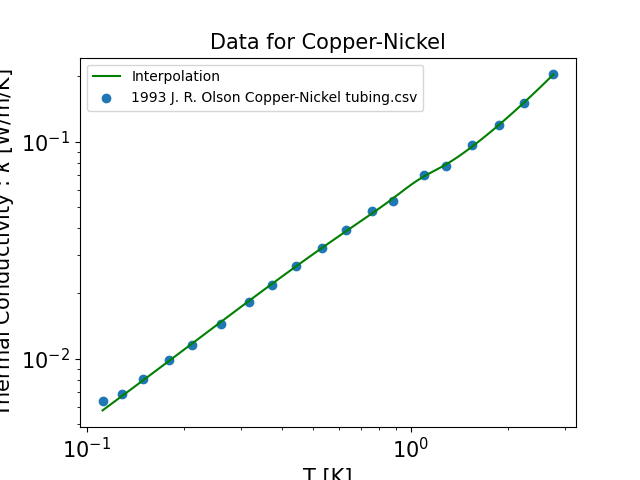 Data for Copper-Nickel
Interpolation
1993 J. R. Olson Copper-Nickel tubing.csv
Thermal Conductivity : k [W/m/K]
10⁻¹
10⁻²
10⁻¹
10⁰
T [K]